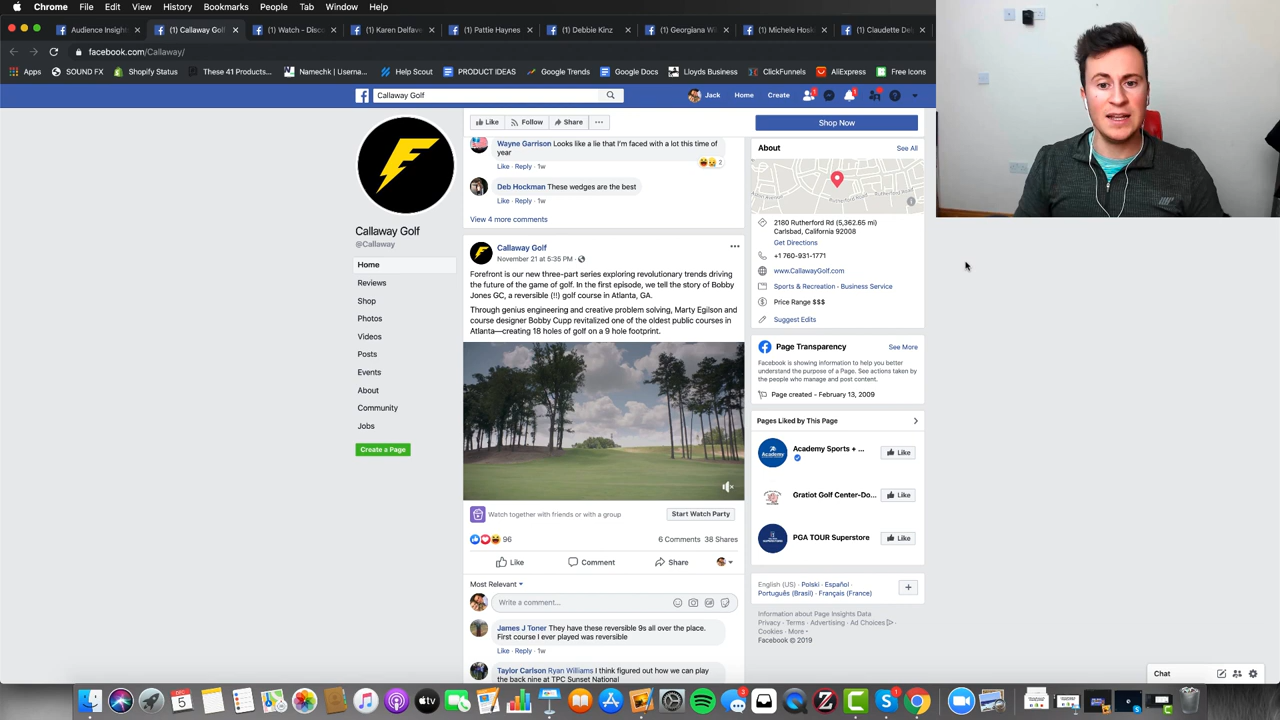 Chrome File Edit View History Bookmarks People Tab Window Help
Audience Insigh
(1) Callaway Golf
(1) Watch - Disc
(1) Karen Delfav
(1) Pattie Haynes
(1) Debbie Kinz
(1) Georgiana W
(1) Michele Hos
(1) Claudette De
facebook.com/Callaway/
Apps SOUND FX Shopify Status These 41 Products... Namechk | Userna... Help Scout PRODUCT IDEAS Google Trends Google Docs Lloyds Business ClickFunnels AliExpress Free Icons
Callaway Golf
Jack Home Create
Like Follow Share
Shop Now
Callaway Golf
@Callaway
Home
Reviews
Shop
Photos
Videos
Posts
Events
About
Community
Jobs
Create a Page
Wayne Garrison Looks like a lie that I'm faced with a lot this time of
year
2
Like · Reply · 1w
Deb Hockman These wedges are the best
Like · Reply · 1w
View 4 more comments
Callaway Golf
November 21 at 5:35 PM ·
Forefront is our new three-part series exploring revolutionary trends driving
the future of the game of golf. In the first episode, we tell the story of Bobby
Jones GC, a reversible (!!) golf course in Atlanta, GA.
Through genius engineering and creative problem solving, Marty Egilson and
course designer Bobby Cupp revitalized one of the oldest public courses in
Atlanta—creating 18 holes of golf on a 9 hole footprint.
Watch together with friends or with a group
Start Watch Party
96
6 Comments 38 Shares
Like Comment Share
Most Relevant
Write a comment...
James J Toner They have these reversible 9s all over the place.
First course I ever played was reversible
Like · Reply · 1w
Taylor Carlson Ryan Williams I think figured out how we can play
the back nine at TPC Sunset National
About
See All
2180 Rutherford Rd (5,362.65 mi)
Carlsbad, California 92008
Get Directions
+1 760-931-1771
www.CallawayGolf.com
Sports & Recreation · Business Service
Price Range $$$
Suggest Edits
Page Transparency
See More
Facebook is showing information to help you better
understand the purpose of a Page. See actions taken by
the people who manage and post content.
Page created - February 13, 2009
Pages Liked by This Page
Academy Sports + ...
Like
Gratiot Golf Center-Do...
Like
PGA TOUR Superstore
Like
English (US) · Polski · Español ·
Português (Brasil) · Français (France)
Information about Page Insights Data
Privacy · Terms · Advertising · Ad Choices ·
Cookies · More
Facebook © 2019
Chat